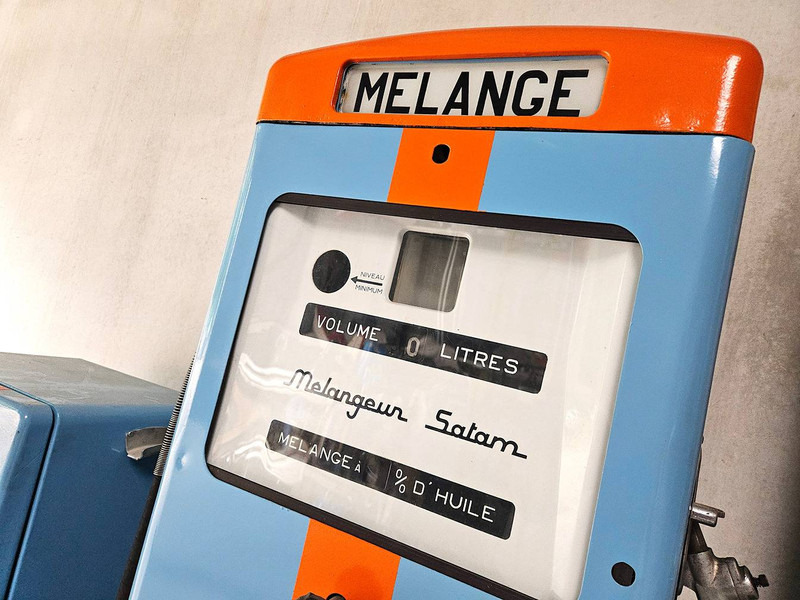 MELANGE
NIVEAU
MINIMUM
VOLUME 0 LITRES
Melangeur Satam
MELANGE À % D'HUILE